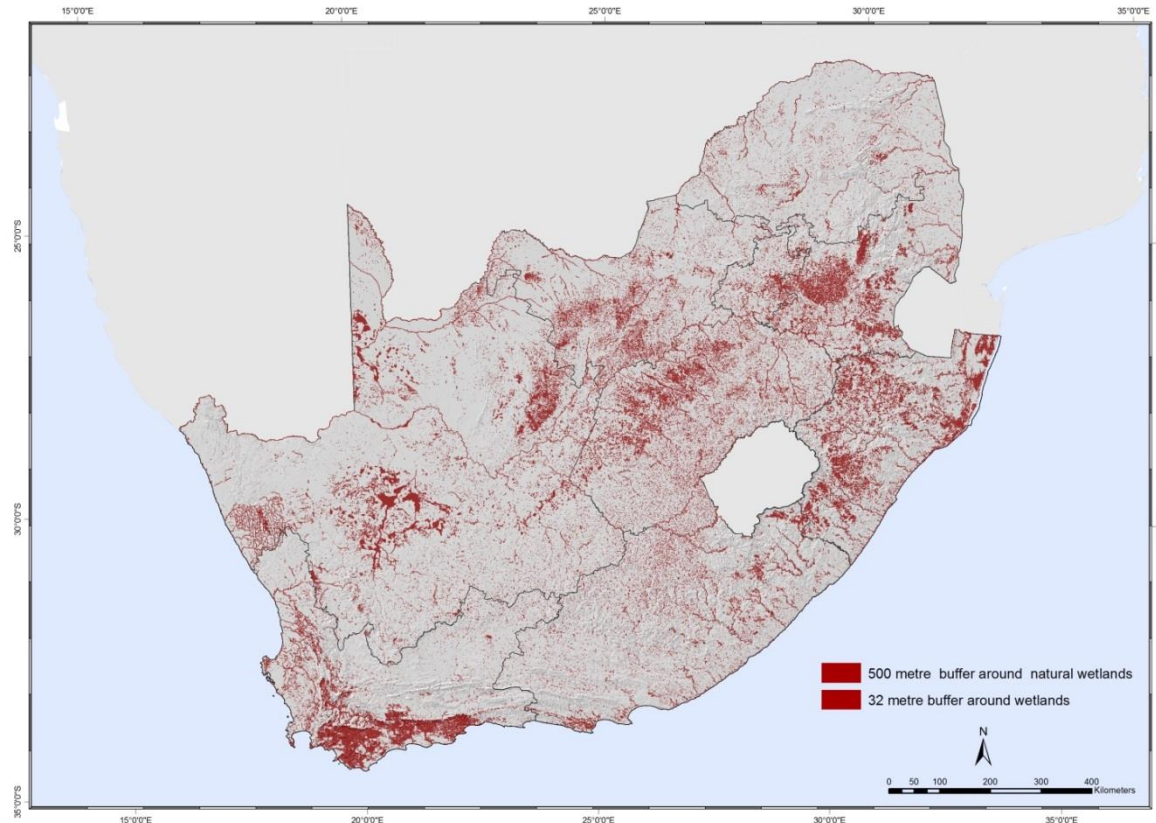 15°0'0"E 20°0'0"E 25°0'0"E 30°0'0"E 35°0'0"E
25°0'0"S
30°0'0"S
500 metre buffer around natural wetlands
32 metre buffer around wetlands
N
0 50 100 200 300 400
Kilometers
35°0'0"S
15°0'0"E 20°0'0"E 25°0'0"E 30°0'0"E 35°0'0"E